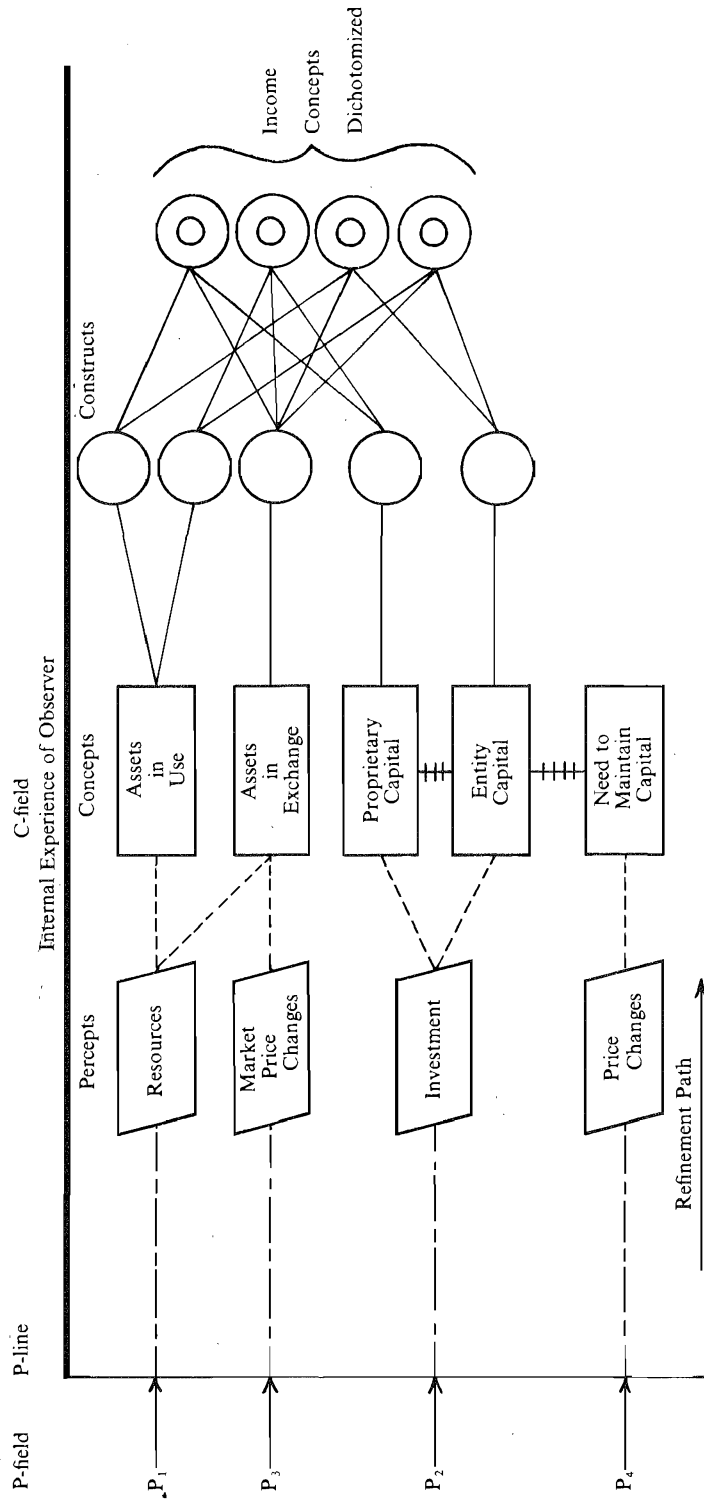 P-field
P-line
C-field
Internal Experience of Observer
Percepts
Concepts
Constructs
P₁
Resources
Assets
in
Use
P₃
Market
Price
Changes
Assets
in
Exchange
P₂
Investment
Proprietary
Capital
Entity
Capital
P₄
Price
Changes
Need to
Maintain
Capital
Income
Concepts
Dichotomized
Refinement Path